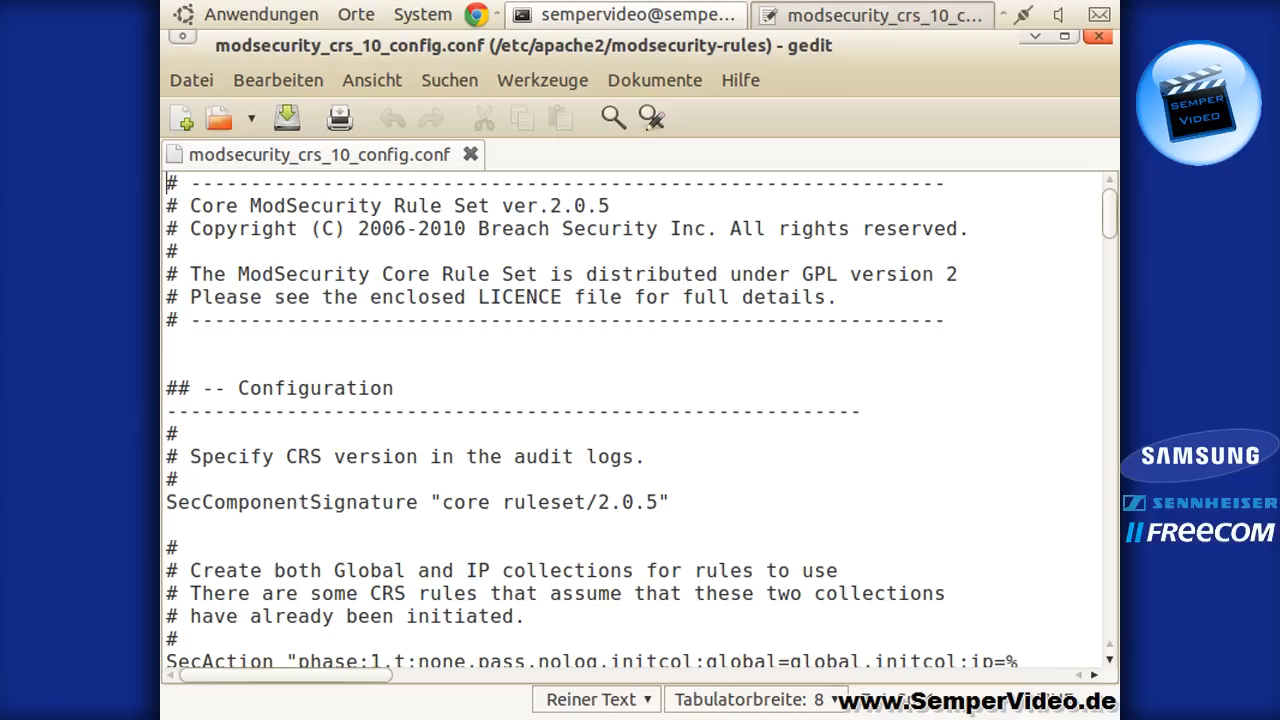 Anwendungen Orte System sempervideo@sempe... modsecurity_crs_10_c...
modsecurity_crs_10_config.conf (/etc/apache2/modsecurity-rules) - gedit
Datei Bearbeiten Ansicht Suchen Werkzeuge Dokumente Hilfe
modsecurity_crs_10_config.conf
# ---------------------------------------------------------------
# Core ModSecurity Rule Set ver.2.0.5
# Copyright (C) 2006-2010 Breach Security Inc. All rights reserved.
#
# The ModSecurity Core Rule Set is distributed under GPL version 2
# Please see the enclosed LICENCE file for full details.
# ---------------------------------------------------------------
## -- Configuration
----------------------------------------------------------
#
# Specify CRS version in the audit logs.
#
SecComponentSignature "core ruleset/2.0.5"
#
# Create both Global and IP collections for rules to use
# There are some CRS rules that assume that these two collections
# have already been initiated.
#
SecAction "phase:1,t:none,pass,nolog,initcol:global=global,initcol:ip=%
Reiner Text Tabulatorbreite: 8
www.SemperVideo.de
SEMPER
VIDEO
SAMSUNG
SENNHEISER
FREECOM